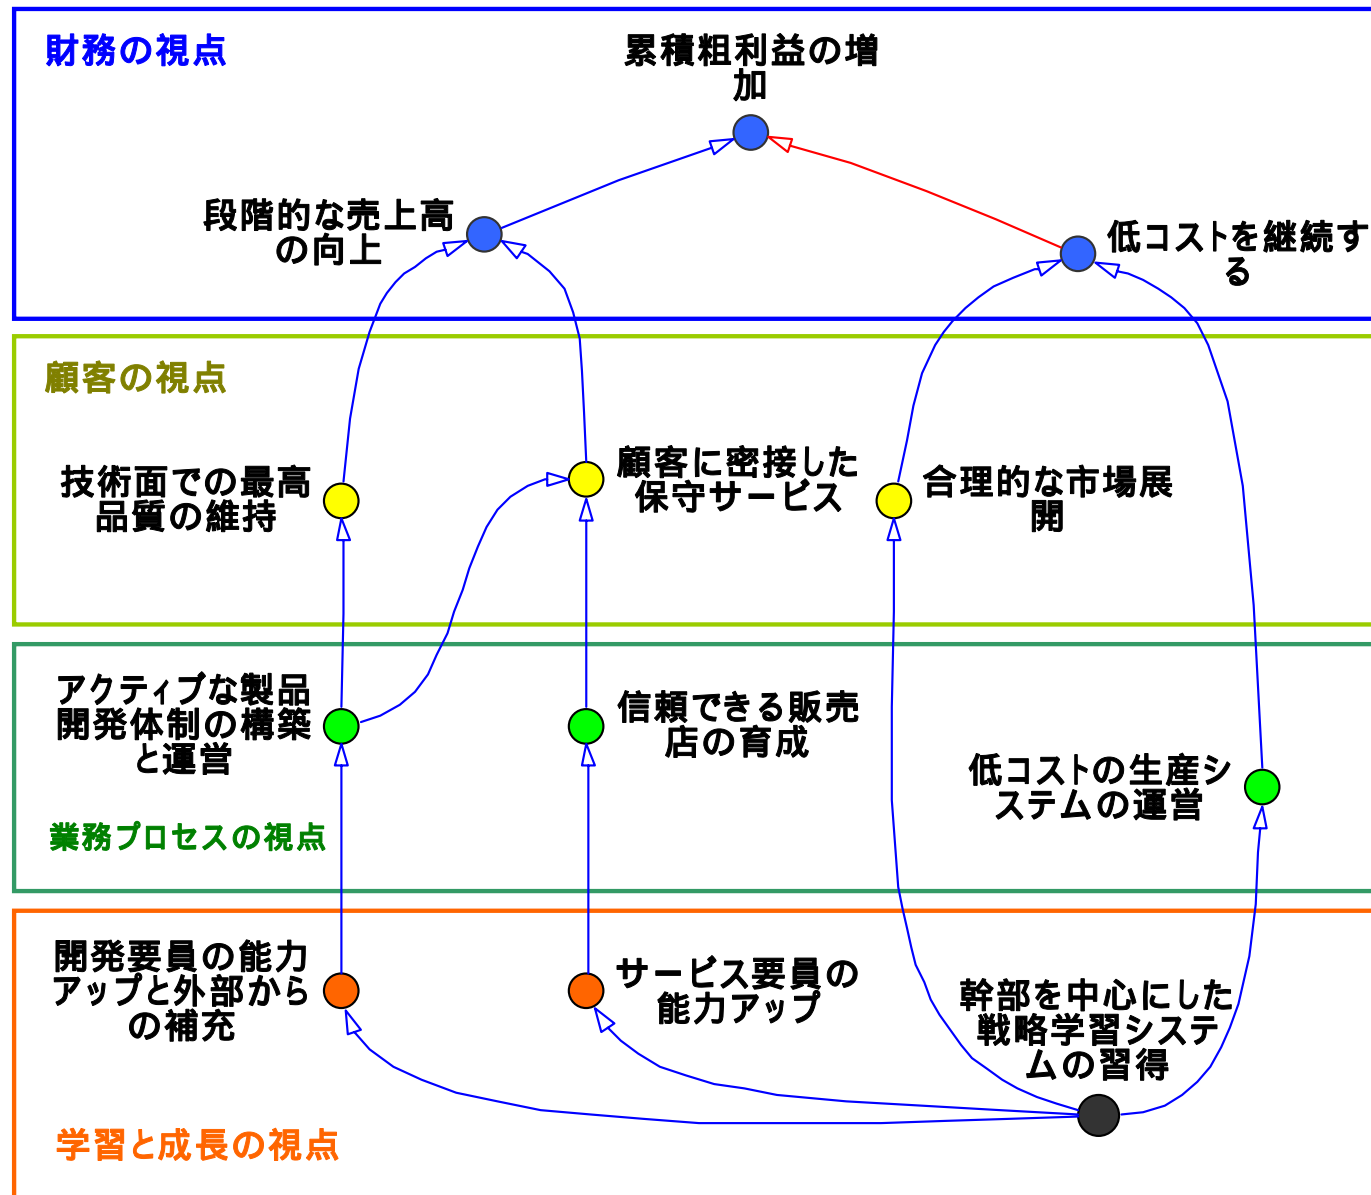 財務の視点
累積粗利益の増
加
段階的な売上高
の向上
低コストを継続す
る
顧客の視点
技術面での最高
品質の維持
顧客に密接した
保守サービス
合理的な市場展
開
アクティブな製品
開発体制の構築
と運営
信頼できる販売
店の育成
低コストの生産シ
ステムの運営
業務プロセスの視点
開発要員の能力
アップと外部から
の補充
サービス要員の
能力アップ
幹部を中心にした
戦略学習システ
ムの習得
学習と成長の視点